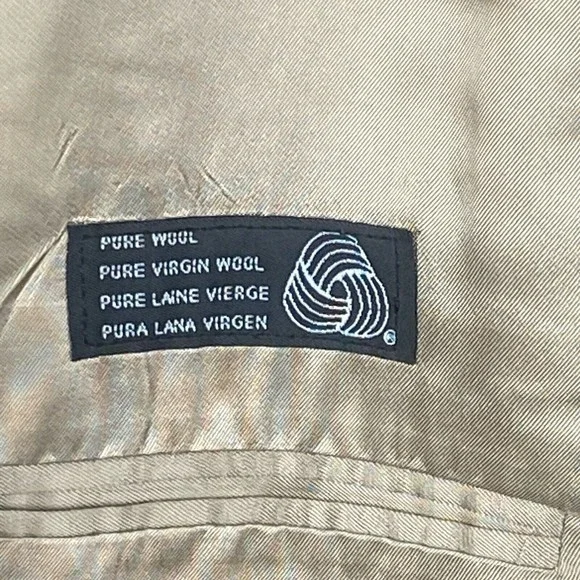 PURE WOOL
PURE VIRGIN WOOL
PURE LAINE VIERGE
PURA LANA VIRGEN
®